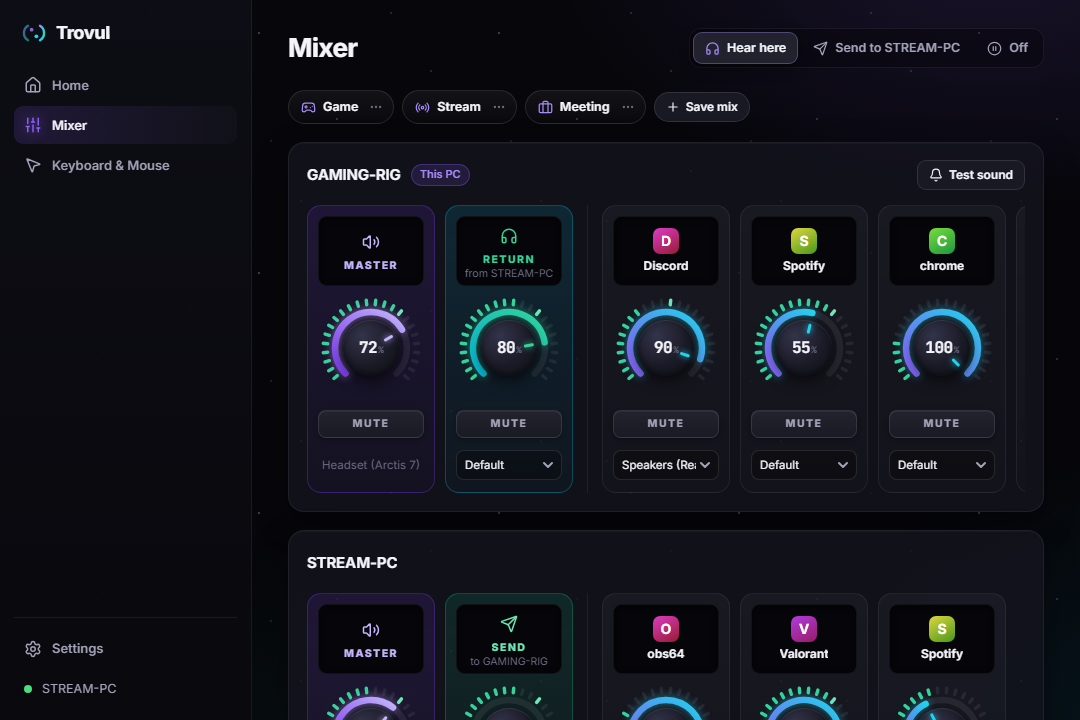 Trovul
Home
Mixer
Keyboard & Mouse
Settings
STREAM-PC
Mixer
Hear here
Send to STREAM-PC
Off
Game ···
Stream ···
Meeting ···
+ Save mix
GAMING-RIG
This PC
Test sound
MASTER
72%
MUTE
Headset (Arctis 7)
RETURN
from STREAM-PC
80%
MUTE
Default
D
Discord
90%
MUTE
Speakers (Rea
S
Spotify
55%
MUTE
Default
C
chrome
100%
MUTE
Default
STREAM-PC
MASTER
SEND
to GAMING-RIG
O
obs64
V
Valorant
S
Spotify